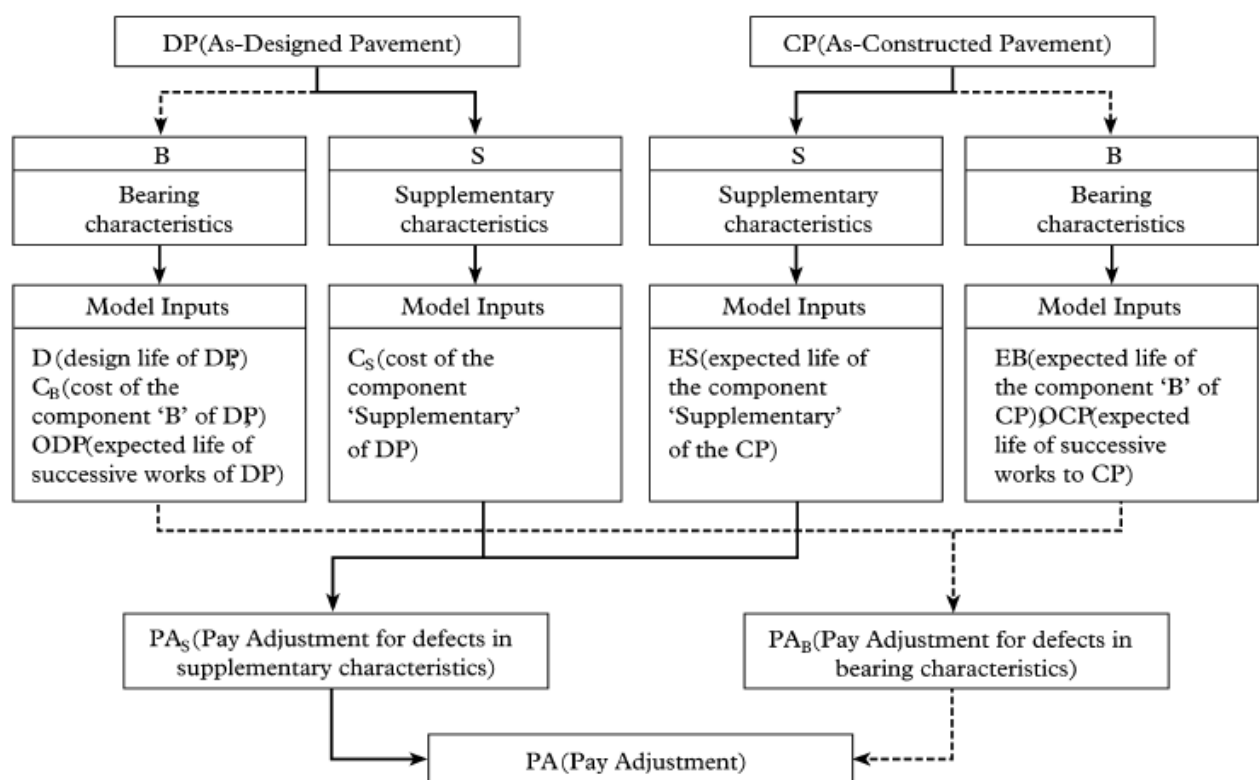 DP(As-Designed Pavement)
CP(As-Constructed Pavement)
B
Bearing
characteristics
S
Supplementary
characteristics
S
Supplementary
characteristics
B
Bearing
characteristics
Model Inputs
D (design life of DP,)
C_B(cost of the
component ‘B’ of DP,)
ODP(expected life of
successive works of DP)
Model Inputs
C_S(cost of the
component
‘Supplementary’
of DP)
Model Inputs
ES(expected life of
the component
‘Supplementary’
of the CP)
Model Inputs
EB(expected life of
the component ‘B’ of
CP),OCP(expected
life of successive
works to CP)
PA_S(Pay Adjustment for defects in
supplementary characteristics)
PA_B(Pay Adjustment for defects in
bearing characteristics)
PA(Pay Adjustment)